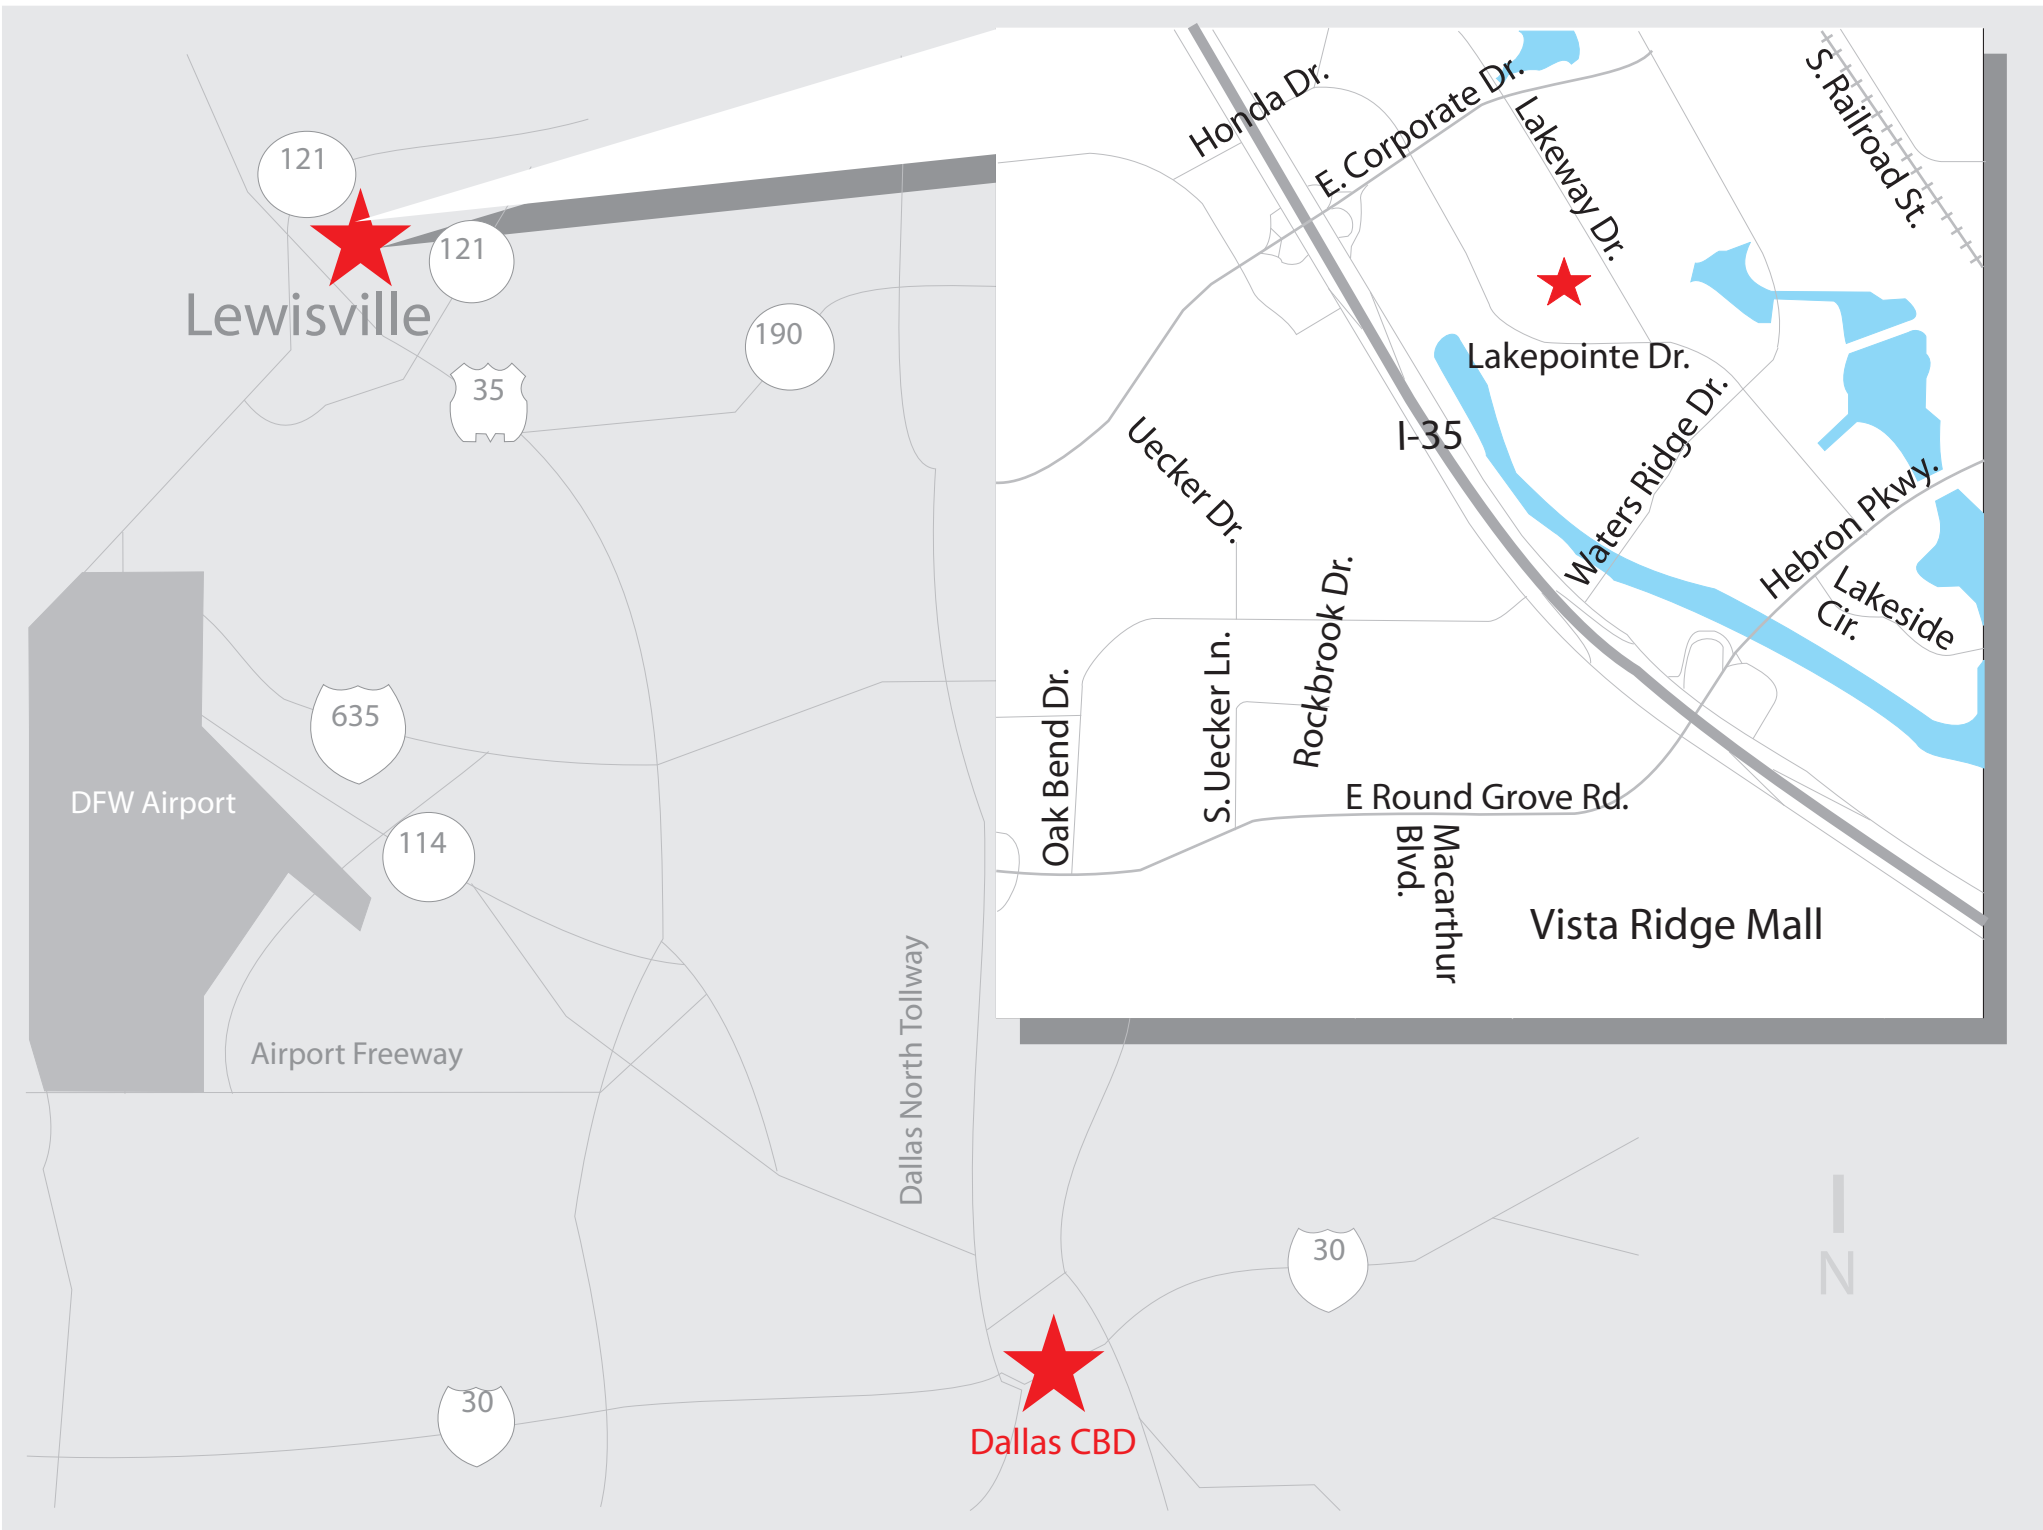 121
121
Lewisville
190
35
635
DFW Airport
114
Airport Freeway
Dallas North Tollway
30
30
Dallas CBD
N
Honda Dr.
E. Corporate Dr.
Lakeway Dr.
S. Railroad St.
Lakepointe Dr.
I-35
Uecker Dr.
Waters Ridge Dr.
Hebron Pkwy.
Lakeside
Cir.
Rockbrook Dr.
S. Uecker Ln.
Oak Bend Dr.
E Round Grove Rd.
Macarthur
Blvd.
Vista Ridge Mall